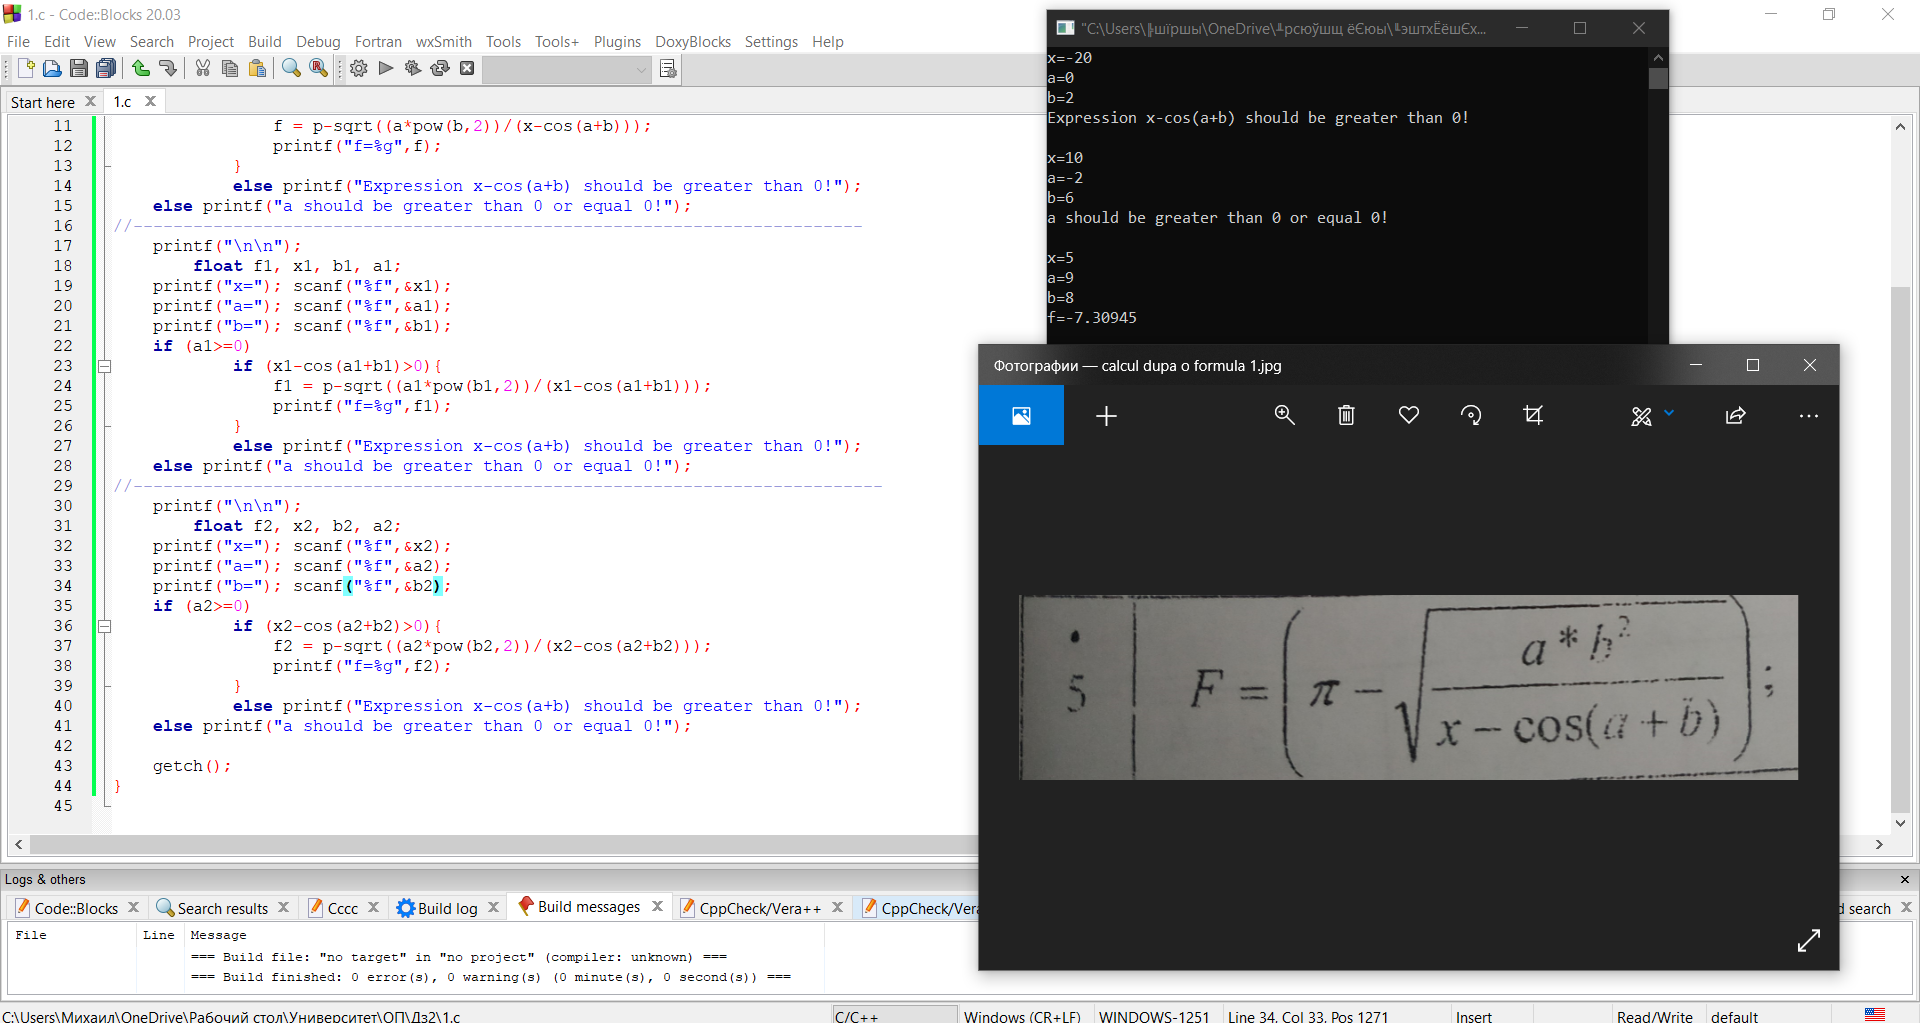 1.c - Code::Blocks 20.03
File Edit View Search Project Build Debug Fortran wxSmith Tools Tools+ Plugins DoxyBlocks Settings Help
Start here
1.c
11 f = p-sqrt((a*pow(b,2))/(x-cos(a+b)));
12 printf("f=%g",f);
13 }
14 else printf("Expression x-cos(a+b) should be greater than 0!");
15 else printf("a should be greater than 0 or equal 0!");
16 //-------------------------------------------------------------------------
17 printf("\n\n");
18 float f1, x1, b1, a1;
19 printf("x="); scanf("%f",&x1);
20 printf("a="); scanf("%f",&a1);
21 printf("b="); scanf("%f",&b1);
22 if (a1>=0)
23 if (x1-cos(a1+b1)>0){
24 f1 = p-sqrt((a1*pow(b1,2))/(x1-cos(a1+b1)));
25 printf("f=%g",f1);
26 }
27 else printf("Expression x-cos(a+b) should be greater than 0!");
28 else printf("a should be greater than 0 or equal 0!");
29 //---------------------------------------------------------------------------
30 printf("\n\n");
31 float f2, x2, b2, a2;
32 printf("x="); scanf("%f",&x2);
33 printf("a="); scanf("%f",&a2);
34 printf("b="); scanf("%f",&b2);
35 if (a2>=0)
36 if (x2-cos(a2+b2)>0){
37 f2 = p-sqrt((a2*pow(b2,2))/(x2-cos(a2+b2)));
38 printf("f=%g",f2);
39 }
40 else printf("Expression x-cos(a+b) should be greater than 0!");
41 else printf("a should be greater than 0 or equal 0!");
42
43 getch();
44 }
45
"C:\Users\╠шїршы\OneDrive\╨рсюўшщ ёЄюы\╙эштхЁёшЄх...
x=-20
a=0
b=2
Expression x-cos(a+b) should be greater than 0!
x=10
a=-2
b=6
a should be greater than 0 or equal 0!
x=5
a=9
b=8
f=-7.30945
Фотографии — calcul dupa o formula 1.jpg
5 F = (π − √(a * b² / x − cos(a + b)));
Logs & others
Code::Blocks
Search results
Cccc
Build log
Build messages
CppCheck/Vera++
CppCheck/Vera
d search
File Line Message
=== Build file: "no target" in "no project" (compiler: unknown) ===
=== Build finished: 0 error(s), 0 warning(s) (0 minute(s), 0 second(s)) ===
C:\Users\Михаил\OneDrive\Рабочий стол\Университет\ОП\Дз2\1.c
C/C++
Windows (CR+LF)
WINDOWS-1251
Line 34, Col 33, Pos 1271
Insert
Read/Write
default